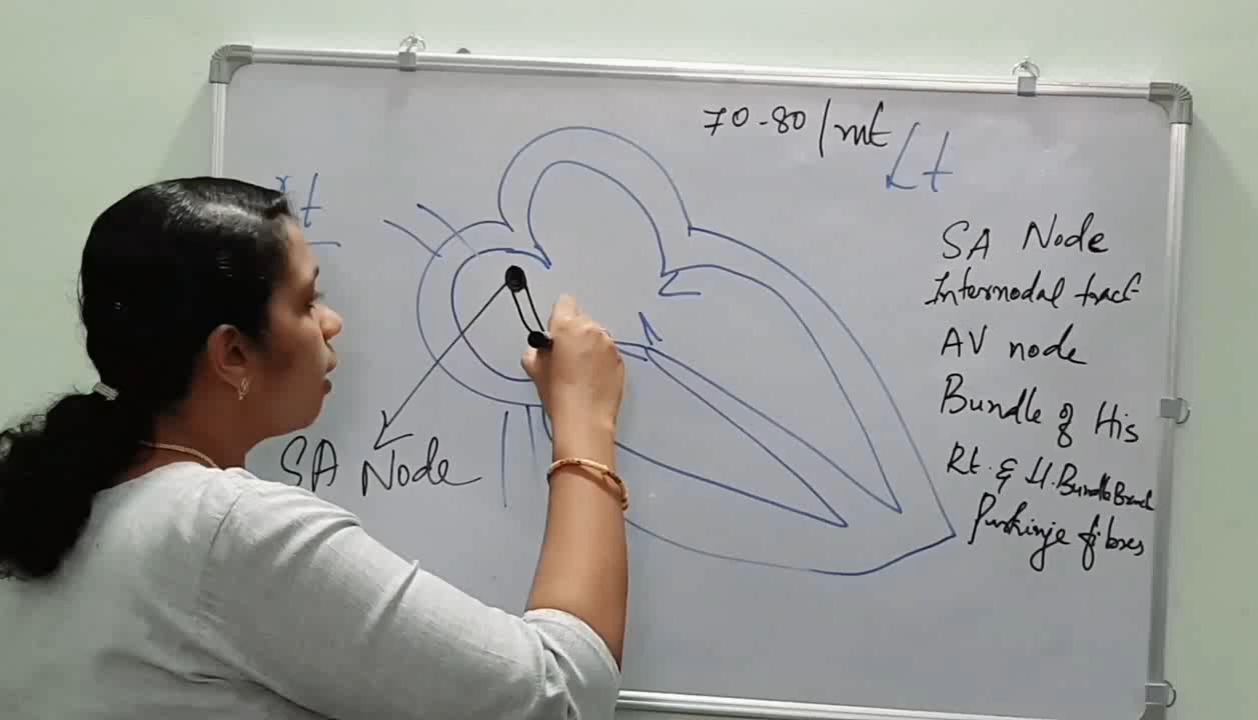 70-80/mt
Lt
rt
SA Node
Internodal tract
AV node
Bundle of His
Rt. & lt. Bundle Branch
Purkinje fibres
SA Node